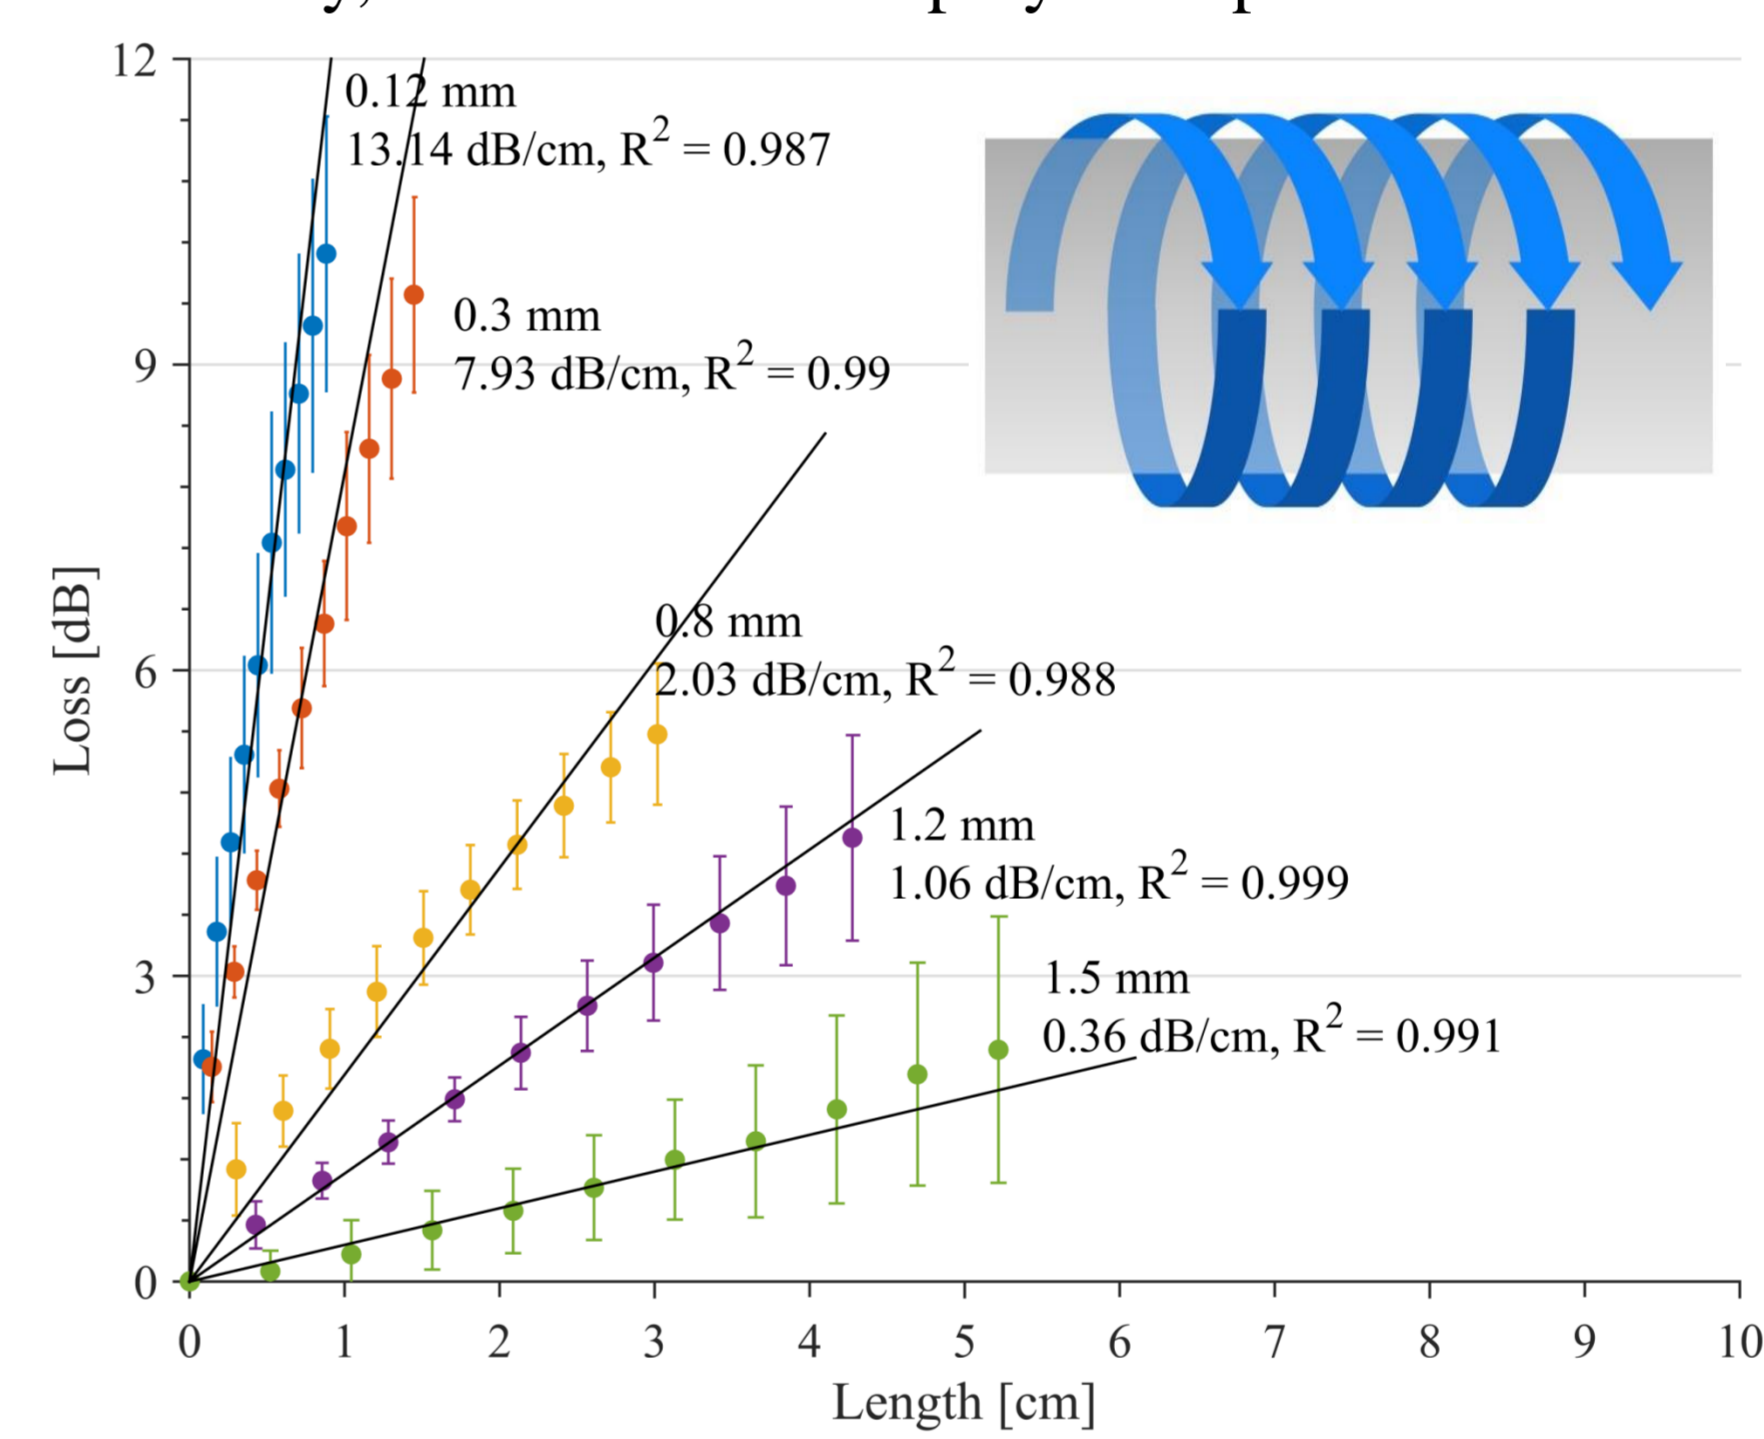 12
0.12 mm
13.14 dB/cm, R² = 0.987
0.3 mm
7.93 dB/cm, R² = 0.99
9
0.8 mm
2.03 dB/cm, R² = 0.988
6
Loss [dB]
1.2 mm
1.06 dB/cm, R² = 0.999
3
1.5 mm
0.36 dB/cm, R² = 0.991
0
0 1 2 3 4 5 6 7 8 9 10
Length [cm]